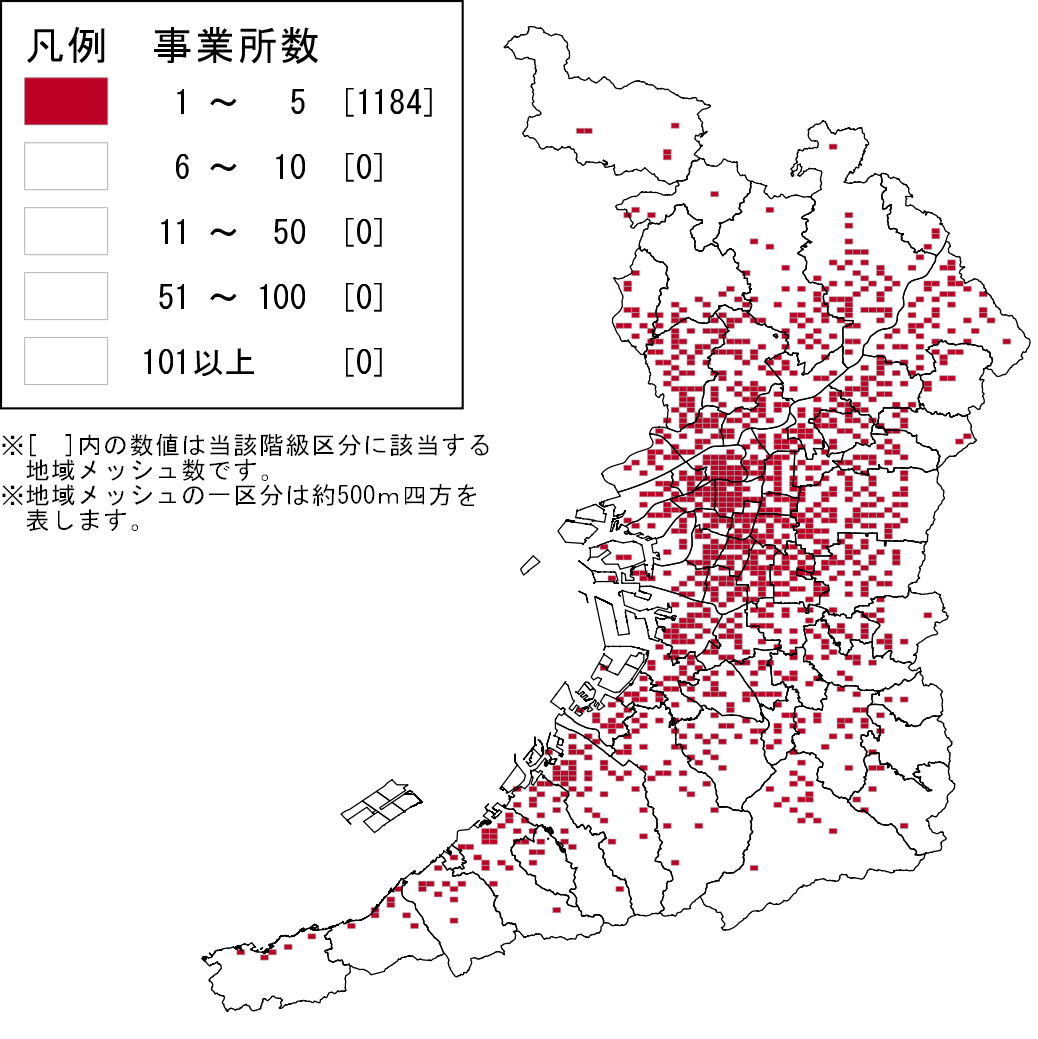 凡例 事業所数
1 ～ 5 [1184]
6 ～ 10 [0]
11 ～ 50 [0]
51 ～ 100 [0]
101以上 [0]
※[ ]内の数値は当該階級区分に該当する
地域メッシュ数です。
※地域メッシュの一区分は約500ｍ四方を
表します。